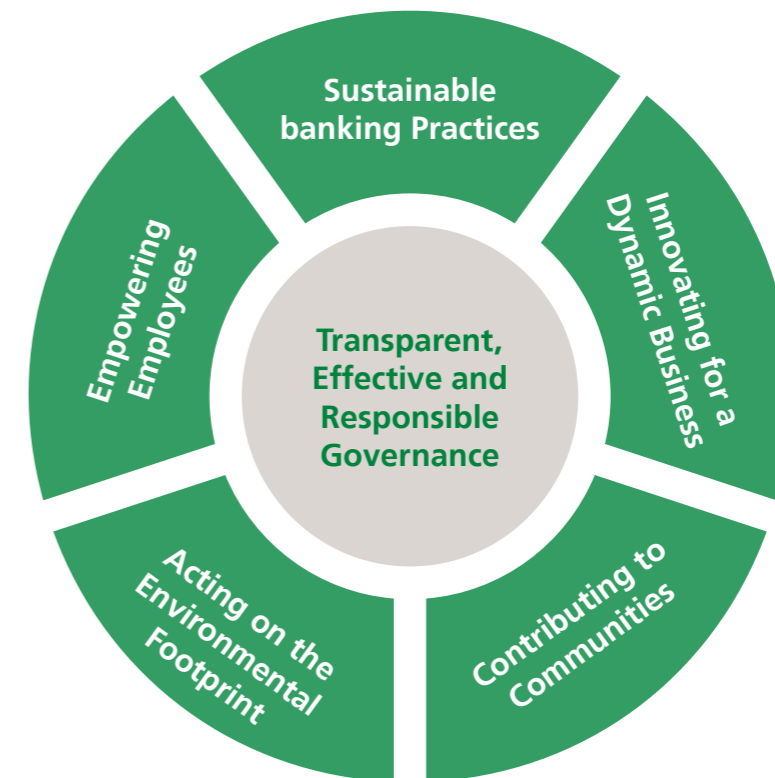 Sustainable
banking Practices
Innovating for a
Dynamic Business
Contributing to
Communities
Acting on the
Environmental
Footprint
Empowering
Employees
Transparent,
Effective and
Responsible
Governance